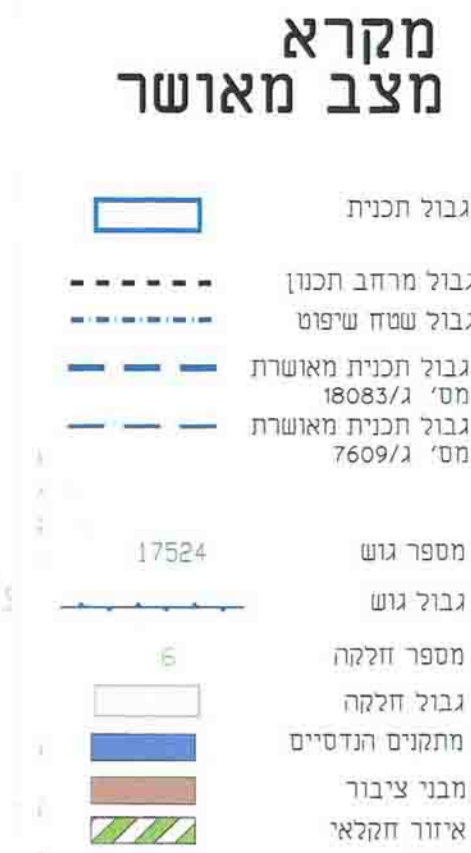 מקרא
מצב מאושר
גבול תכנית
גבול מרחב תכנון
גבול שטח שיפוט
גבול תכנית מאושרת
מס' ג/18083
גבול תכנית מאושרת
מס' ג/7609
מספר גוש 17524
גבול גוש
מספר חלקה 6
גבול חלקה
מתקנים הנדסיים
מבני ציבור
איזור חקלאי